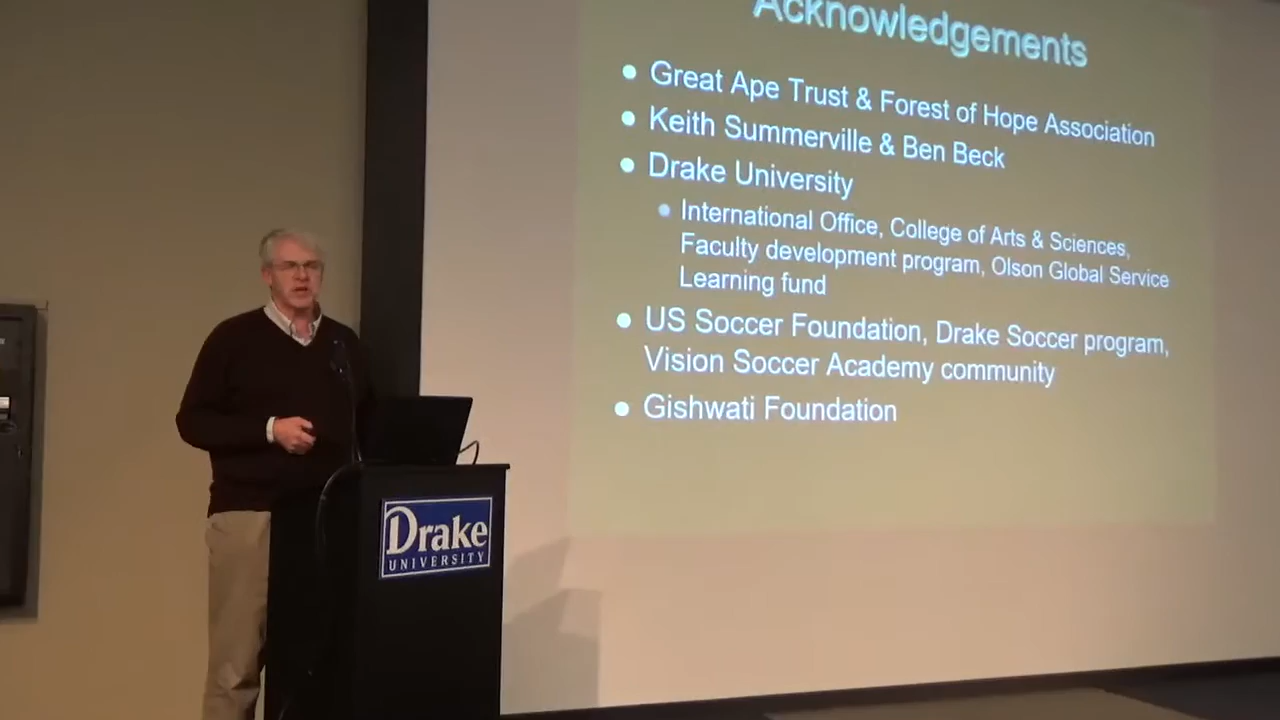 Acknowledgements
● Great Ape Trust & Forest of Hope Association
● Keith Summerville & Ben Beck
● Drake University
● International Office, College of Arts & Sciences,
Faculty development program, Olson Global Service
Learning fund
● US Soccer Foundation, Drake Soccer program,
Vision Soccer Academy community
● Gishwati Foundation
Drake
UNIVERSITY